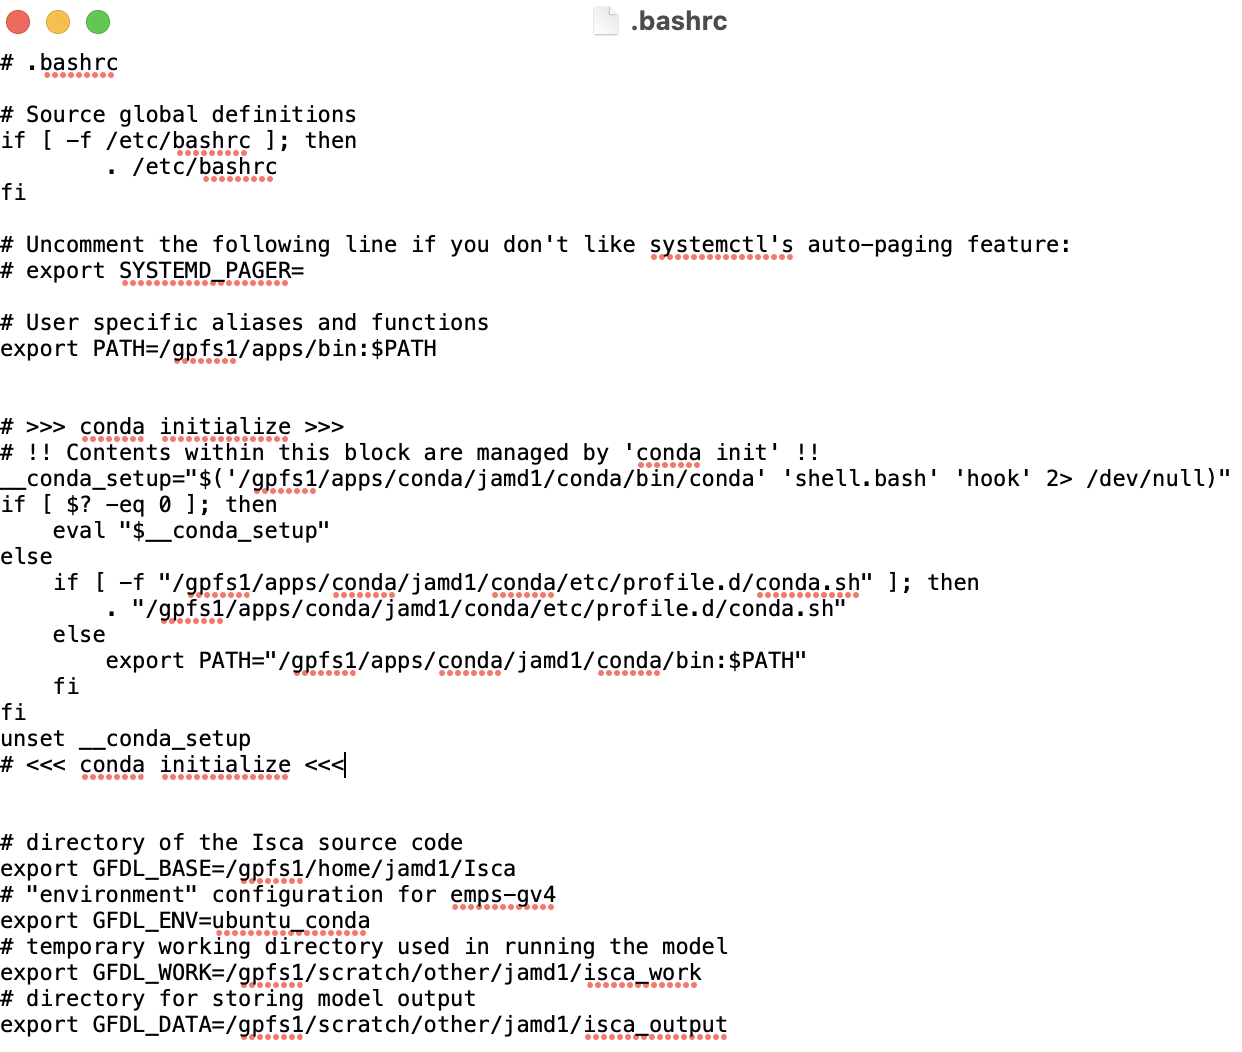 .bashrc
# .bashrc
# Source global definitions
if [ -f /etc/bashrc ]; then
        . /etc/bashrc
fi
# Uncomment the following line if you don't like systemctl's auto-paging feature:
# export SYSTEMD_PAGER=
# User specific aliases and functions
export PATH=/gpfs1/apps/bin:$PATH
# >>> conda initialize >>>
# !! Contents within this block are managed by 'conda init' !!
__conda_setup="$('/gpfs1/apps/conda/jamd1/conda/bin/conda' 'shell.bash' 'hook' 2> /dev/null)"
if [ $? -eq 0 ]; then
    eval "$__conda_setup"
else
    if [ -f "/gpfs1/apps/conda/jamd1/conda/etc/profile.d/conda.sh" ]; then
        . "/gpfs1/apps/conda/jamd1/conda/etc/profile.d/conda.sh"
    else
        export PATH="/gpfs1/apps/conda/jamd1/conda/bin:$PATH"
    fi
fi
unset __conda_setup
# <<< conda initialize <<<
# directory of the Isca source code
export GFDL_BASE=/gpfs1/home/jamd1/Isca
# "environment" configuration for emps-gv4
export GFDL_ENV=ubuntu_conda
# temporary working directory used in running the model
export GFDL_WORK=/gpfs1/scratch/other/jamd1/isca_work
# directory for storing model output
export GFDL_DATA=/gpfs1/scratch/other/jamd1/isca_output